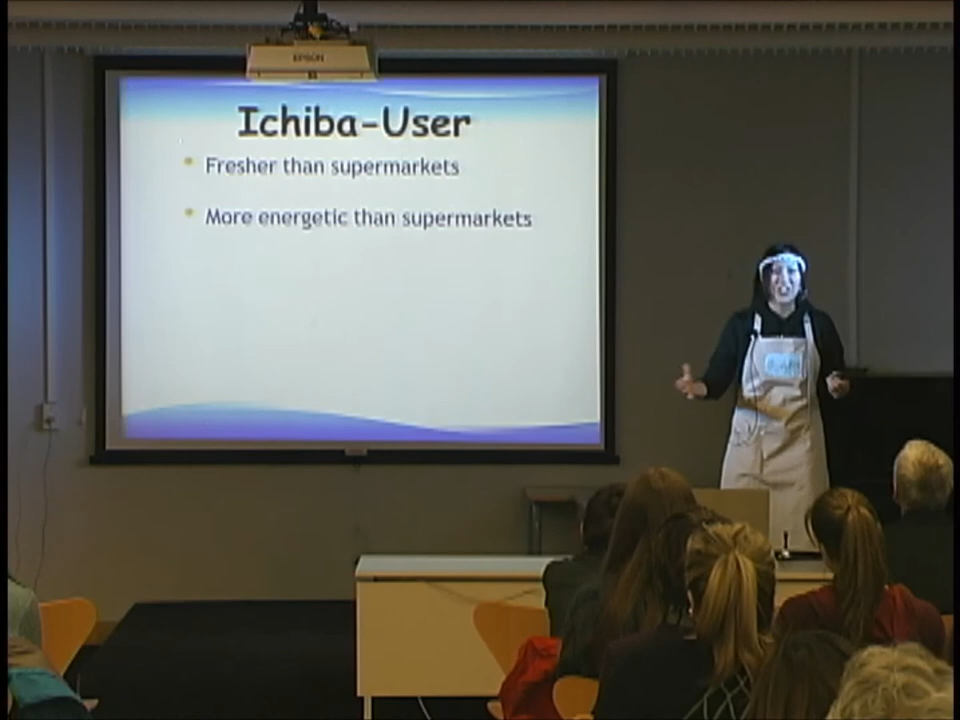 EPSON
Ichiba-User
Fresher than supermarkets
More energetic than supermarkets